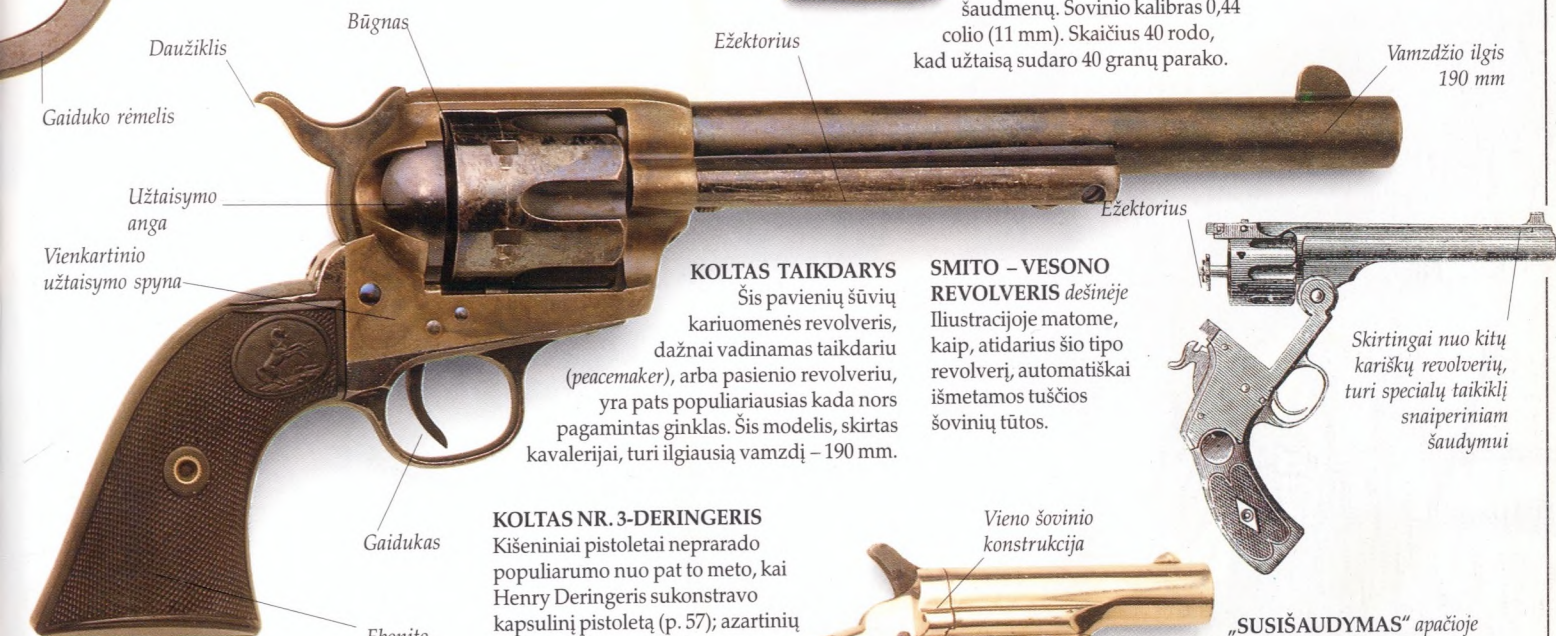 šaudmenų. Sovinio kalibras 0,44
colio (11 mm). Skaičius 40 rodo,
kad užtaisą sudaro 40 granų parako.
Būgnas
Daužiklis
Ežektorius
Vamzdžio ilgis
190 mm
Gaiduko rėmelis
Užtaisymo
anga
Vienkartinio
užtaisymo spyna
Ežektorius
KOLTAS TAIKDARYS
Šis pavienių šūvių
kariuomenės revolveris,
dažnai vadinamas taikdariu
(peacemaker), arba pasienio revolveriu,
yra pats populiariausias kada nors
pagamintas ginklas. Šis modelis, skirtas
kavalerijai, turi ilgiausią vamzdį – 190 mm.
SMITO – VESONO
REVOLVERIS dešinėje
Iliustracijoje matome,
kaip, atidarius šio tipo
revolverį, automatiškai
išmetamos tuščios
šovinių tūtos.
Skirtingai nuo kitų
kariškų revolverių,
turi specialų taikiklį
snaiperiniam
šaudymui
Gaidukas
KOLTAS NR. 3-DERINGERIS
Kišeniniai pistoletai neprarado
populiarumo nuo pat to meto, kai
Henry Deringeris sukonstravo
kapsulinį pistoletą (p. 57); azartinių
Vieno šovinio
konstrukcija
„SUSIŠAUDYMAS“ apačioje